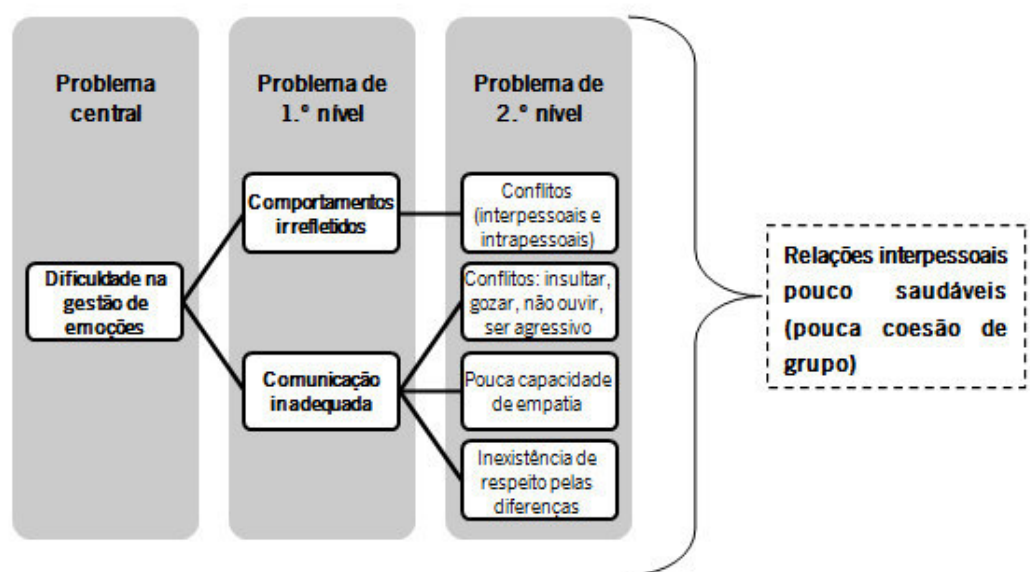 Problema
central
Problema de
1.º nível
Problema de
2.º nível
Dificuldade na
gestão de
emoções
Comportamentos
irrefletidos
Comunicação
inadequada
Conflitos
(interpessoais e
intrapessoais)
Conflitos: insultar,
gozar, não ouvir,
ser agressivo
Pouca capacidade
de empatia
Inexistência de
respeito pelas
diferenças
Relações interpessoais
pouco saudáveis
(pouca coesão de
grupo)